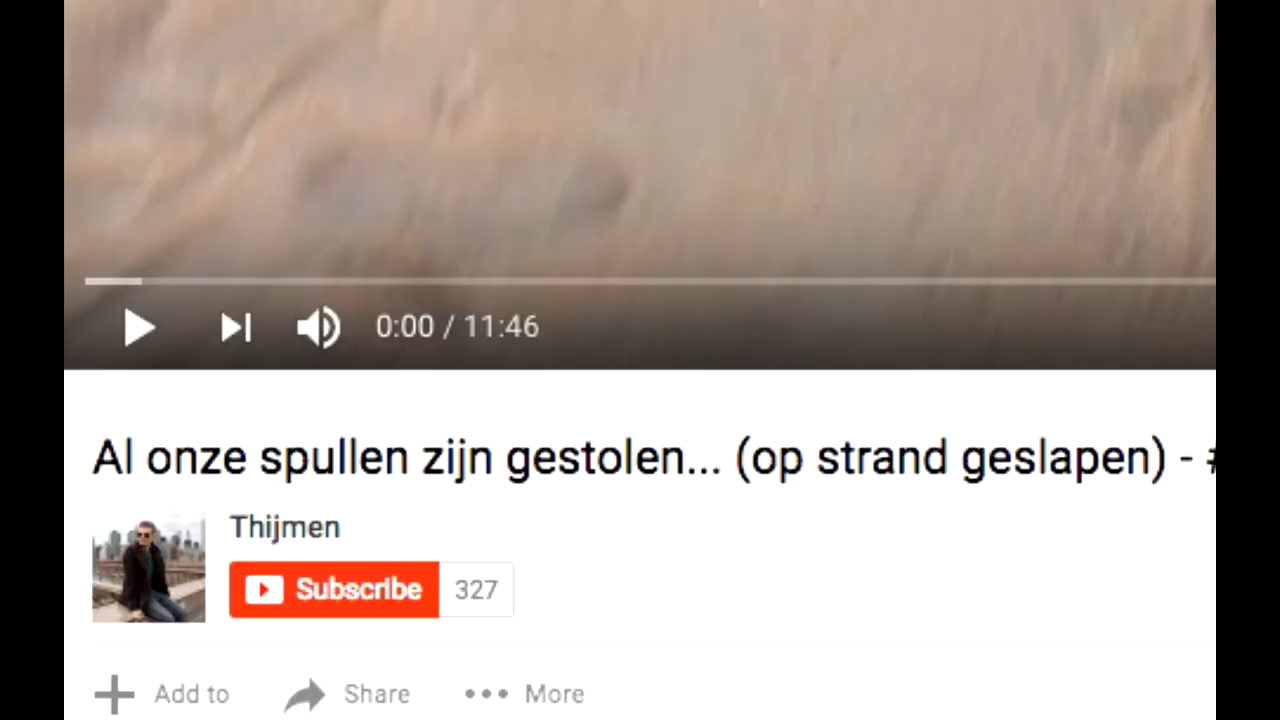 0:00 / 11:46
Al onze spullen zijn gestolen... (op strand geslapen) - #
Thijmen
Subscribe 327
Add to Share More